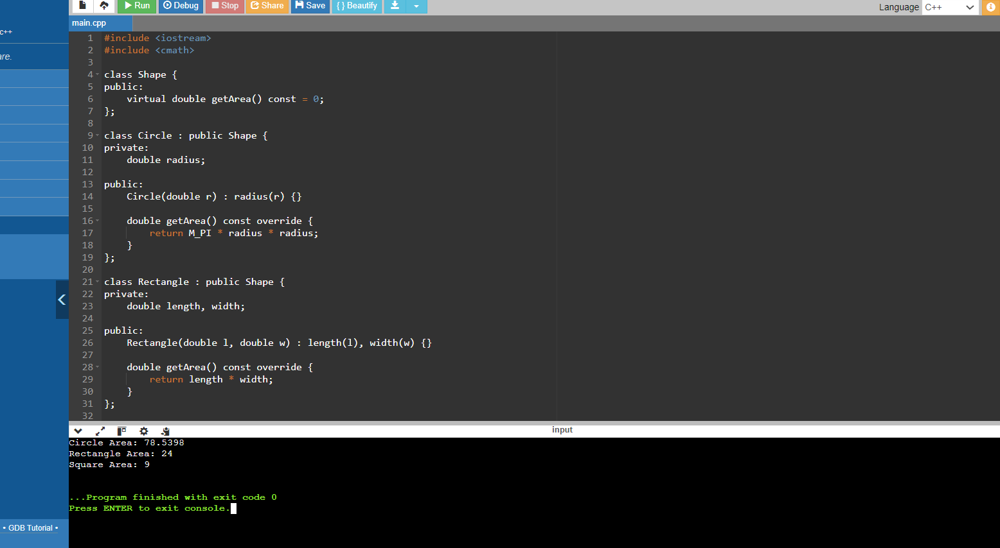 Run Debug Stop Share Save { } Beautify Language C++
main.cpp
c++
are.
1 #include <iostream>
2 #include <cmath>
3
4 class Shape {
5 public:
6     virtual double getArea() const = 0;
7 };
8
9 class Circle : public Shape {
10 private:
11     double radius;
12
13 public:
14     Circle(double r) : radius(r) {}
15
16     double getArea() const override {
17         return M_PI * radius * radius;
18     }
19 };
20
21 class Rectangle : public Shape {
22 private:
23     double length, width;
24
25 public:
26     Rectangle(double l, double w) : length(l), width(w) {}
27
28     double getArea() const override {
29         return length * width;
30     }
31 };
32
input
Circle Area: 78.5398
Rectangle Area: 24
Square Area: 9
...Program finished with exit code 0
Press ENTER to exit console.
• GDB Tutorial •